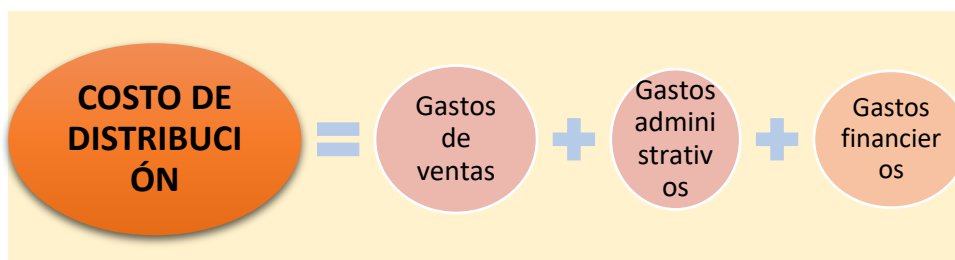 COSTO DE
DISTRIBUCI
ÓN
=
Gastos
de
ventas
+
Gastos
admini
strativ
os
+
Gastos
financier
os